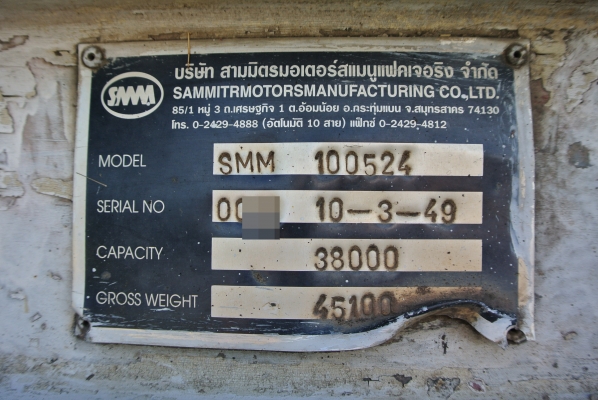 SMM
บริษัท สามมิตรมอเตอร์สแมนูแฟคเจอริง จำกัด
SAMMITRMOTORSMANUFACTURING CO.,LTD.
85/1 หมู่ 3 ถ.เศรษฐกิจ 1 ต.อ้อมน้อย อ.กระทุ่มแบน จ.สมุทรสาคร 74130
โทร. 0-2429-4888 (อัตโนมัติ 10 สาย) แฟ็กซ์ 0-2429-4812
MODEL SMM 100524
SERIAL NO 00 10-3-49
CAPACITY 38000
GROSS WEIGHT 45100